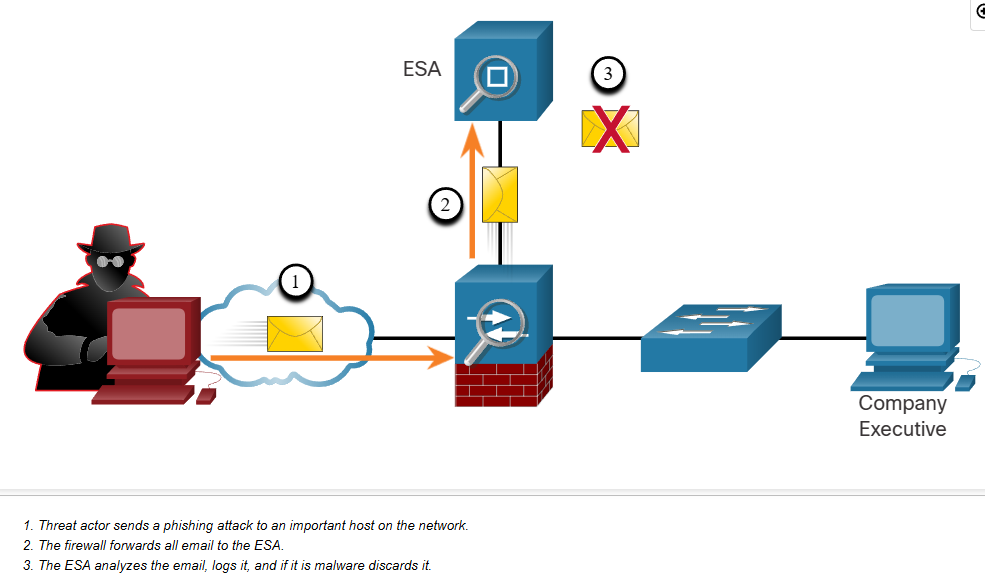 ESA
3
2
1
Company
Executive
1. Threat actor sends a phishing attack to an important host on the network.
2. The firewall forwards all email to the ESA.
3. The ESA analyzes the email, logs it, and if it is malware discards it.